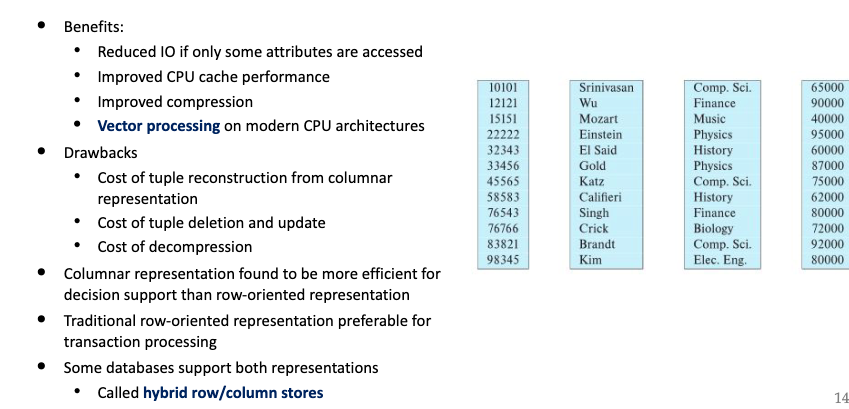 Benefits:
Reduced IO if only some attributes are accessed
Improved CPU cache performance
Improved compression
Vector processing on modern CPU architectures
Drawbacks
Cost of tuple reconstruction from columnar
representation
Cost of tuple deletion and update
Cost of decompression
Columnar representation found to be more efficient for
decision support than row-oriented representation
Traditional row-oriented representation preferable for
transaction processing
Some databases support both representations
Called hybrid row/column stores
10101 Srinivasan Comp. Sci. 65000
12121 Wu Finance 90000
15151 Mozart Music 40000
22222 Einstein Physics 95000
32343 El Said History 60000
33456 Gold Physics 87000
45565 Katz Comp. Sci. 75000
58583 Califieri History 62000
76543 Singh Finance 80000
76766 Crick Biology 72000
83821 Brandt Comp. Sci. 92000
98345 Kim Elec. Eng. 80000
14